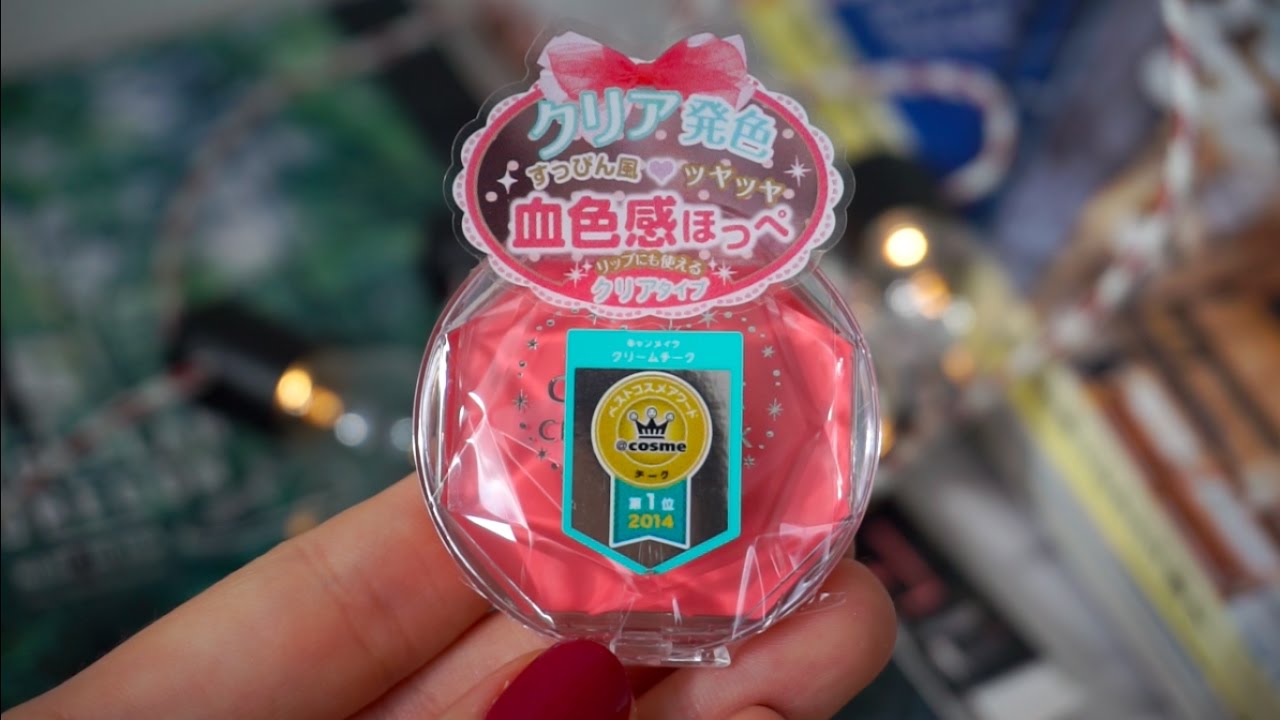 クリア発色
すっぴん風 ツヤツヤ
血色感ほっぺ
リップにも使える
クリアタイプ
キャンメイク
クリームチーク
ベストコスメアワード
@cosme
チーク
第1位
2014